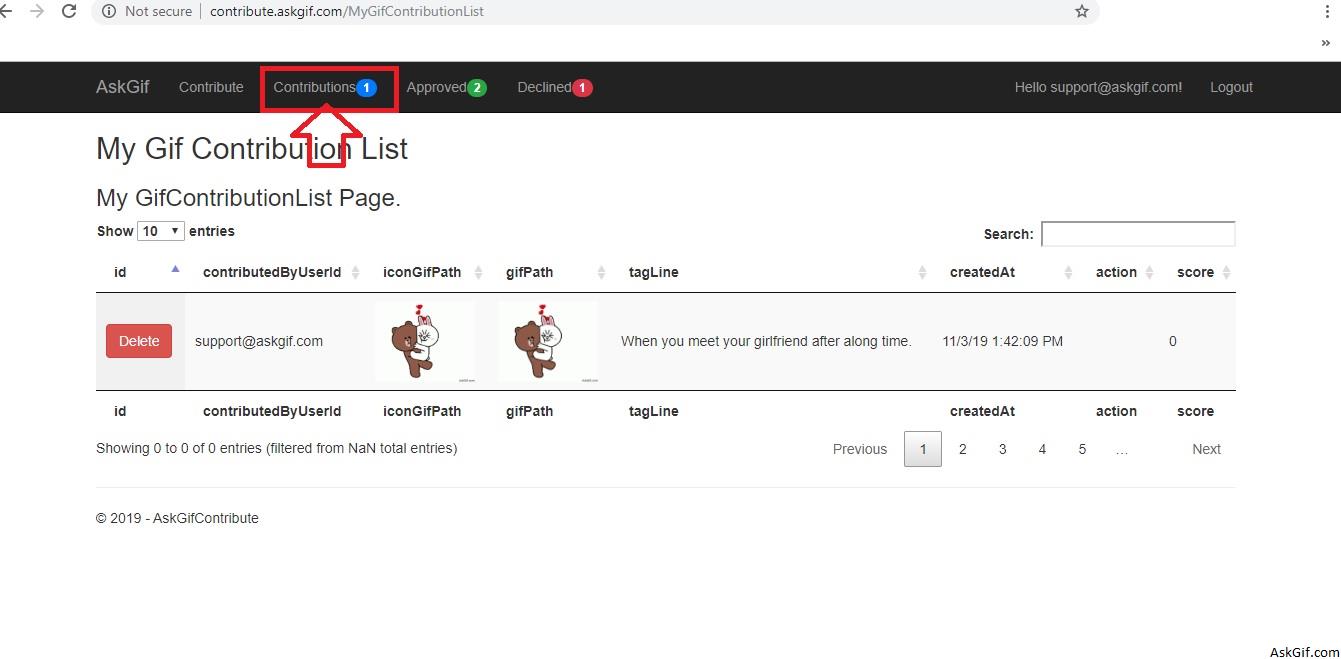 Not secure contribute.askgif.com/MyGifContributionList
»
AskGif Contribute Contributions 1 Approved 2 Declined 1 Hello support@askgif.com! Logout
My Gif Contribution List
My GifContributionList Page.
Show 10 entries Search:
id contributedByUserId iconGifPath gifPath tagLine createdAt action score
Delete support@askgif.com When you meet your girlfriend after along time. 11/3/19 1:42:09 PM 0
id contributedByUserId iconGifPath gifPath tagLine createdAt action score
Showing 0 to 0 of 0 entries (filtered from NaN total entries) Previous 1 2 3 4 5 … Next
© 2019 - AskGifContribute
AskGif.com